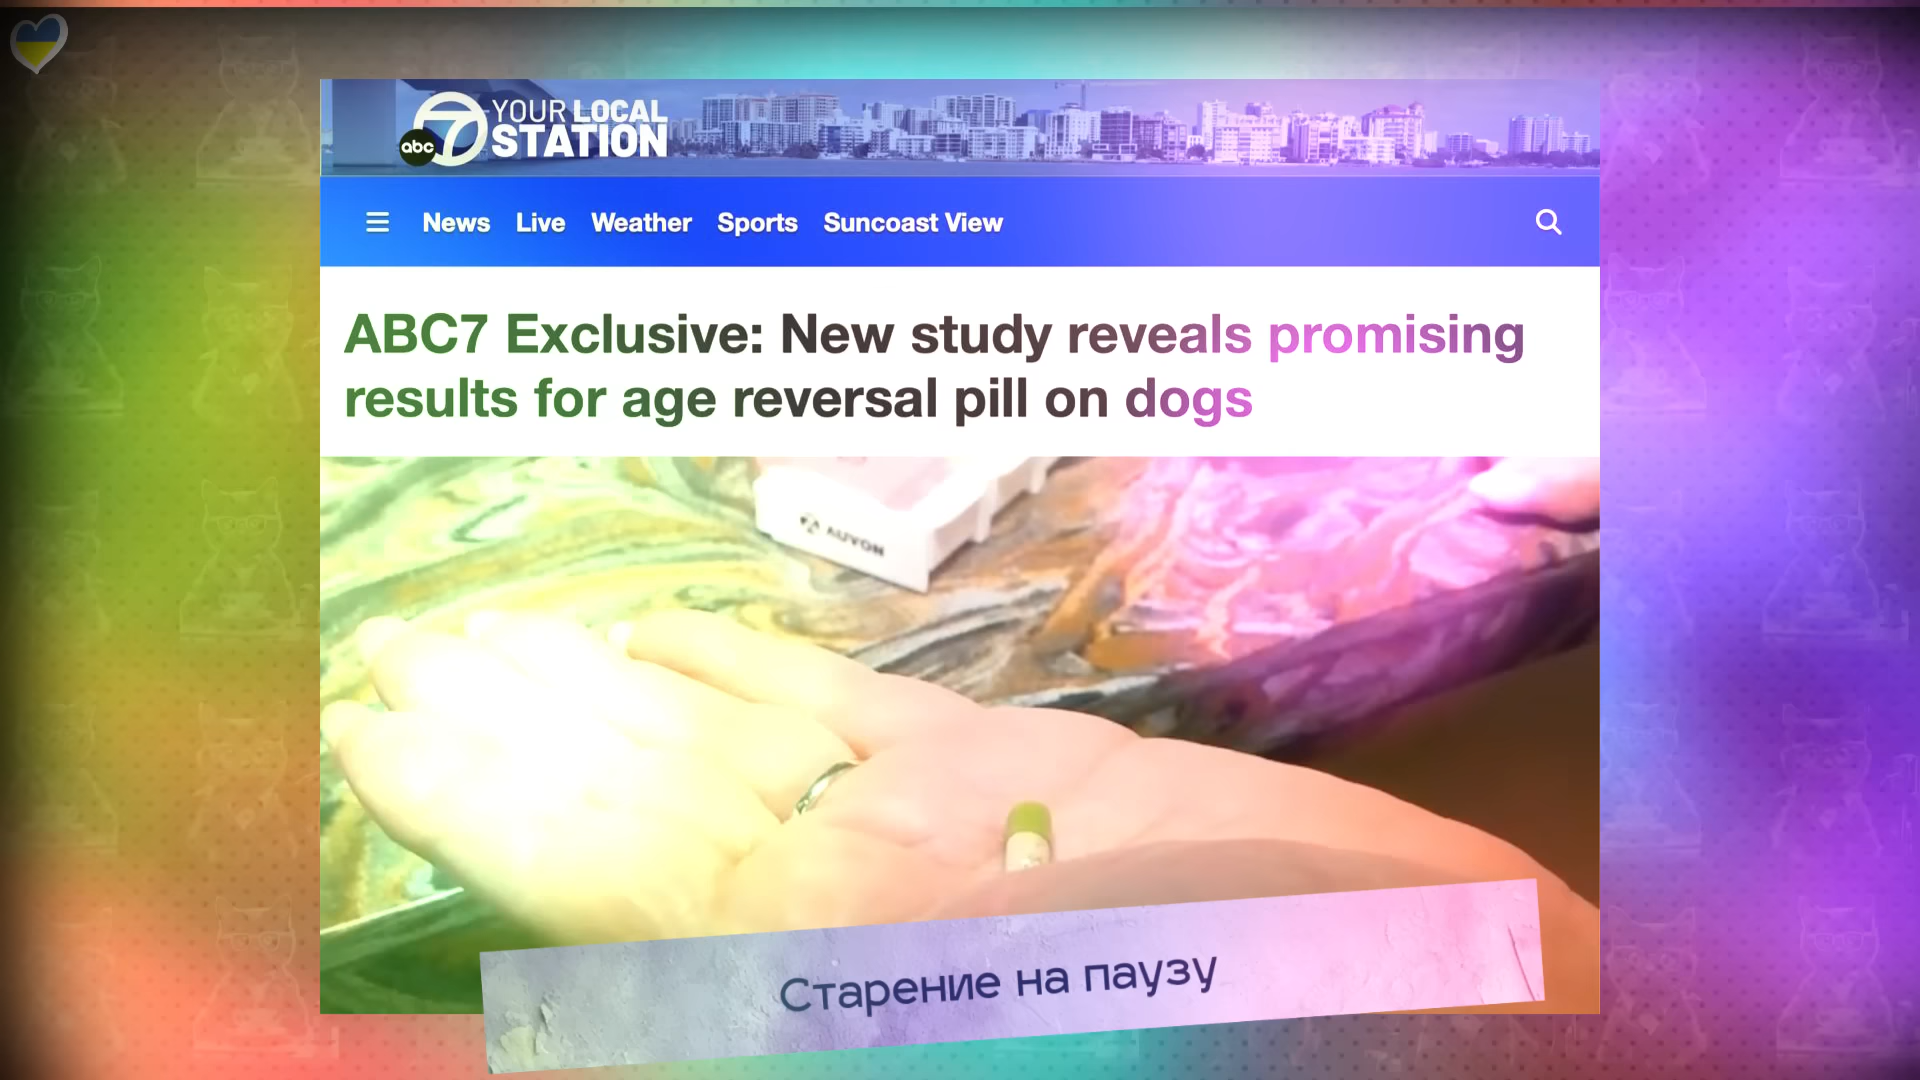 YOUR LOCAL
abc 7 STATION
News Live Weather Sports Suncoast View
ABC7 Exclusive: New study reveals promising
results for age reversal pill on dogs
AUVON
Старение на паузу